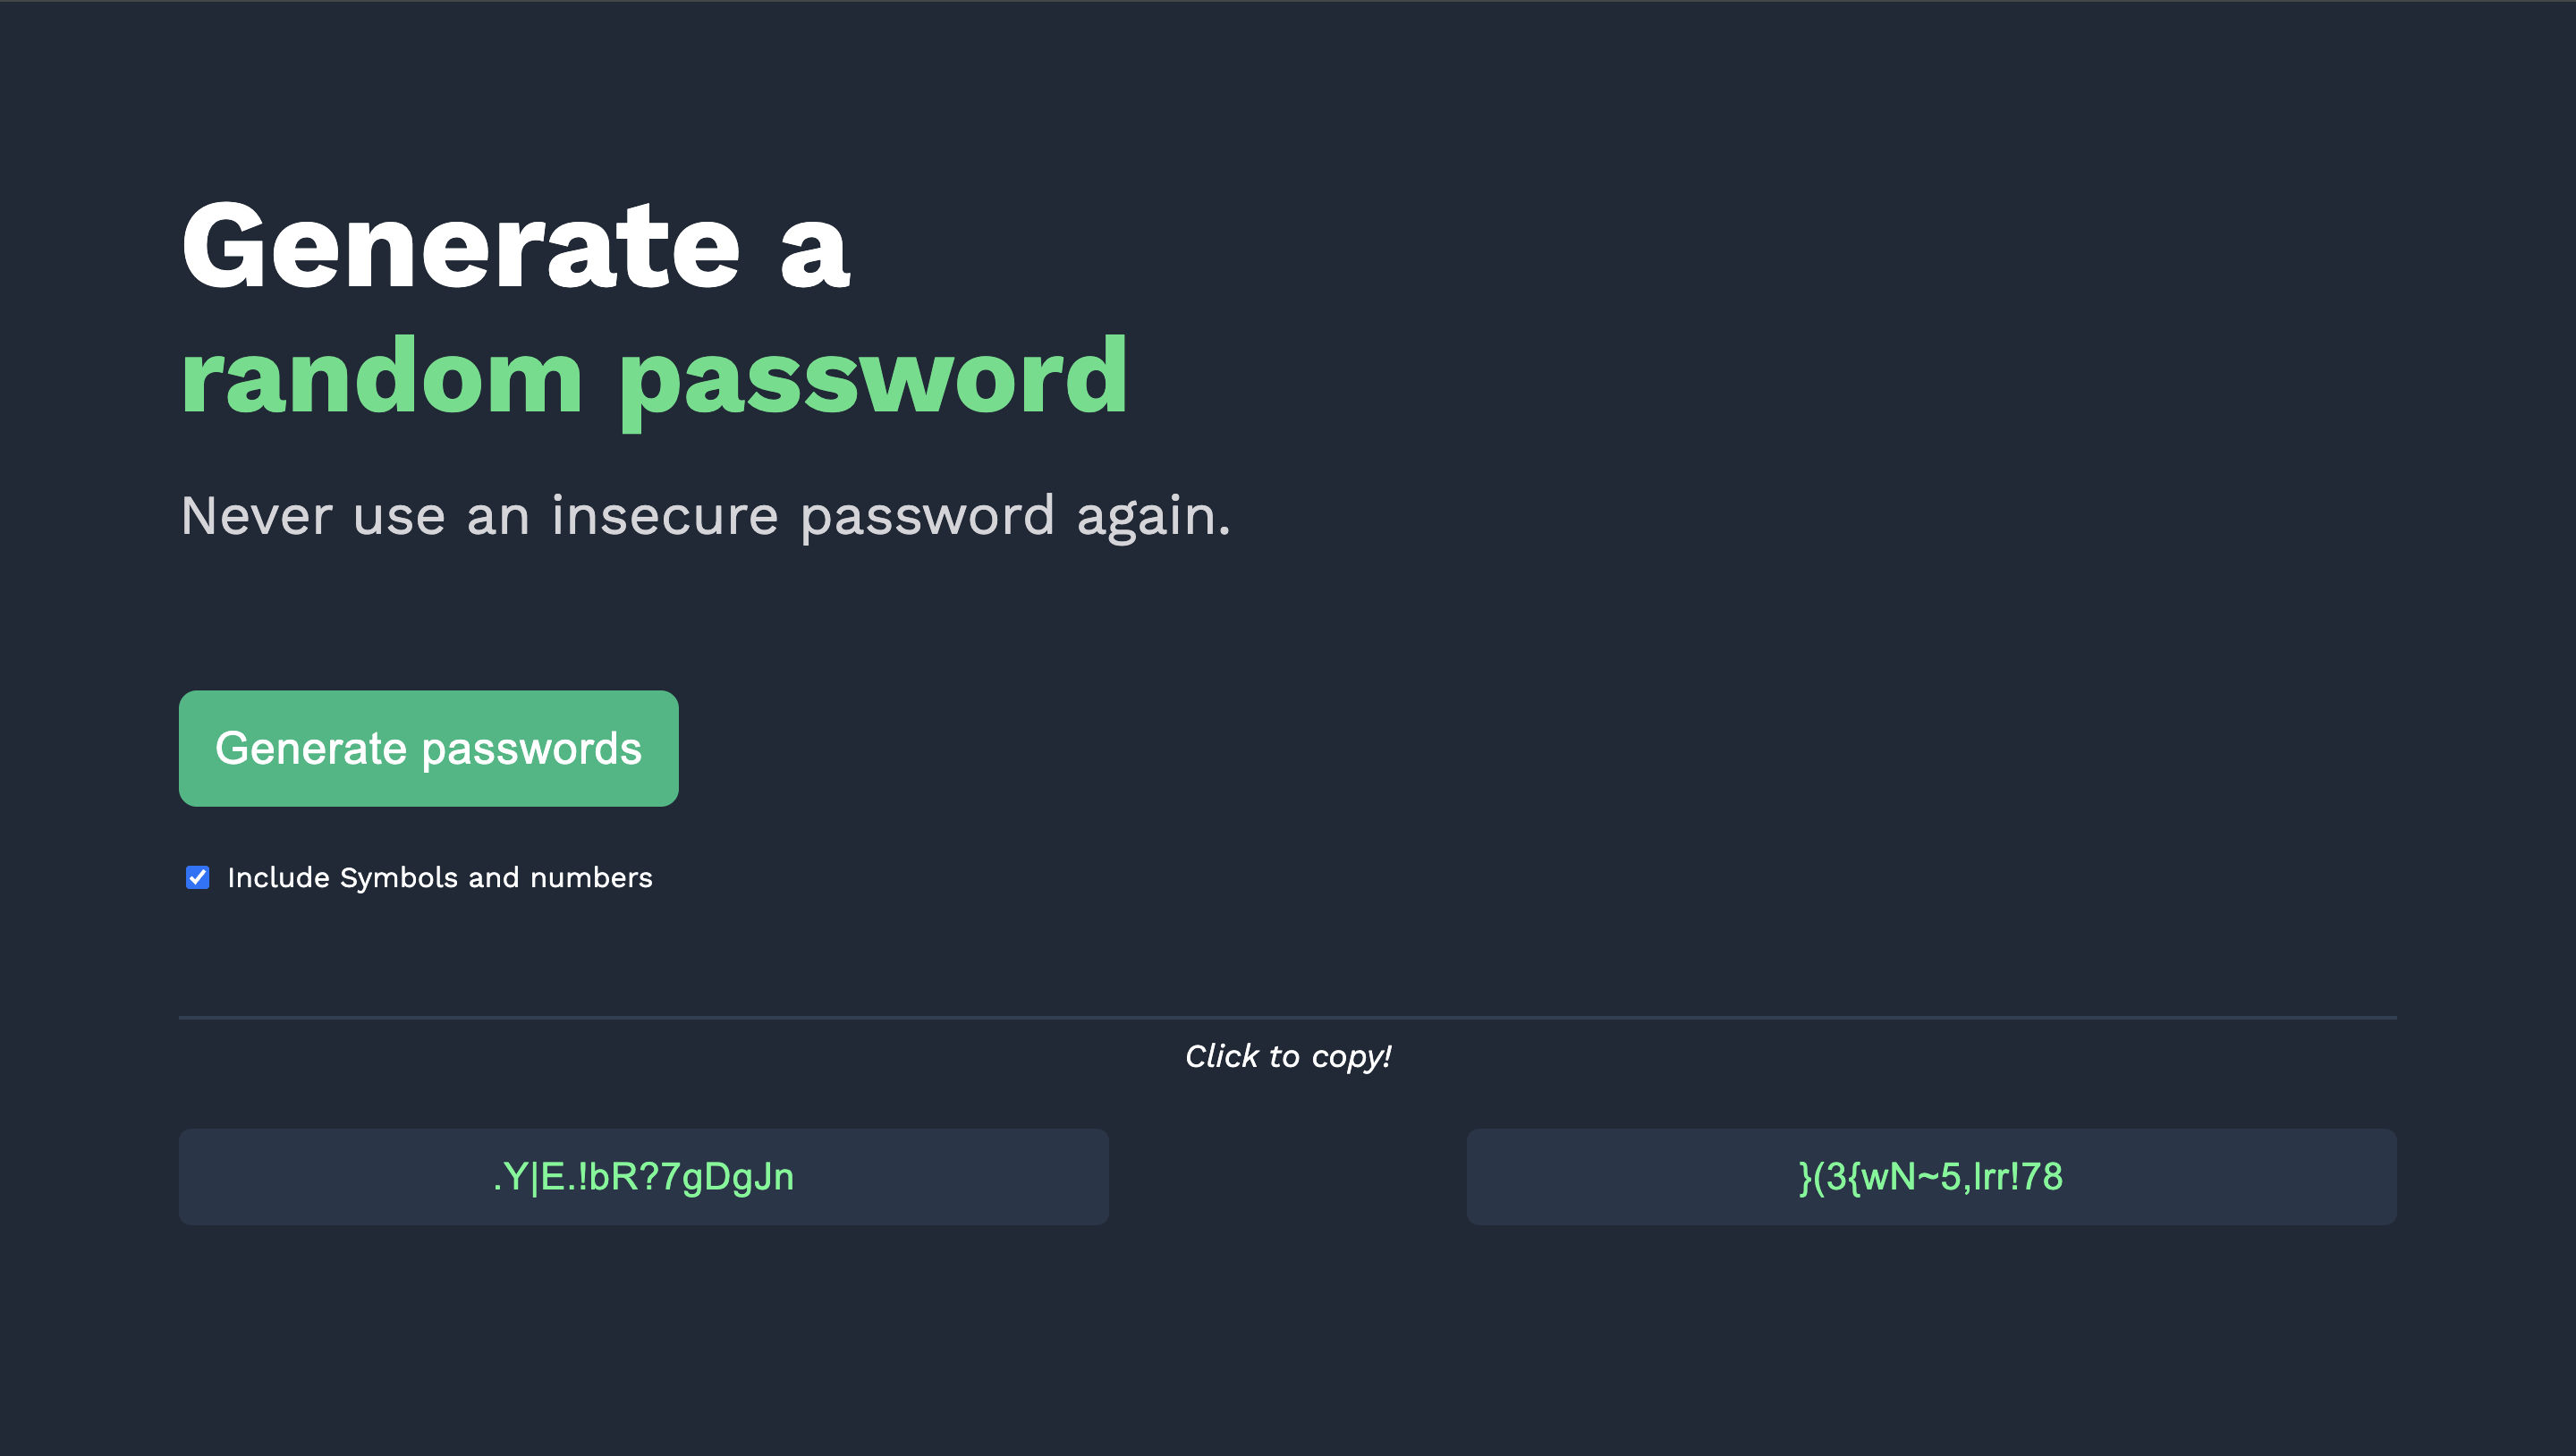 Generate a
random password
Never use an insecure password again.
Generate passwords
Include Symbols and numbers
Click to copy!
.Y|E.!bR?7gDgJn
}(3{wN~5,lrr!78